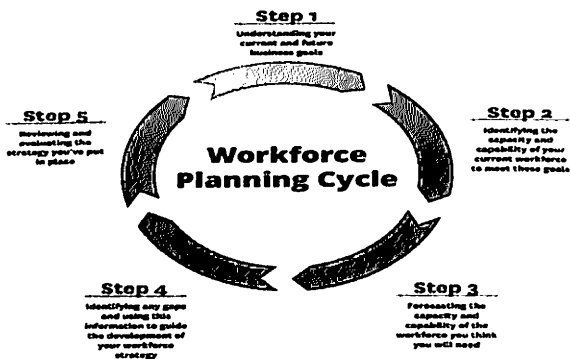 Step 1
Understanding your
current and future
business goals
Step 2
Identifying the
capacity and
capability of your
current workforce
to meet these goals
Step 3
Forecasting the
capacity and
capability of the
workforce you think
you will need
Step 4
Identifying any gaps
and using this
information to guide
the development of
your workforce
strategy
Step 5
Reviewing and
evaluating the
strategy you've put
in place
Workforce
Planning Cycle